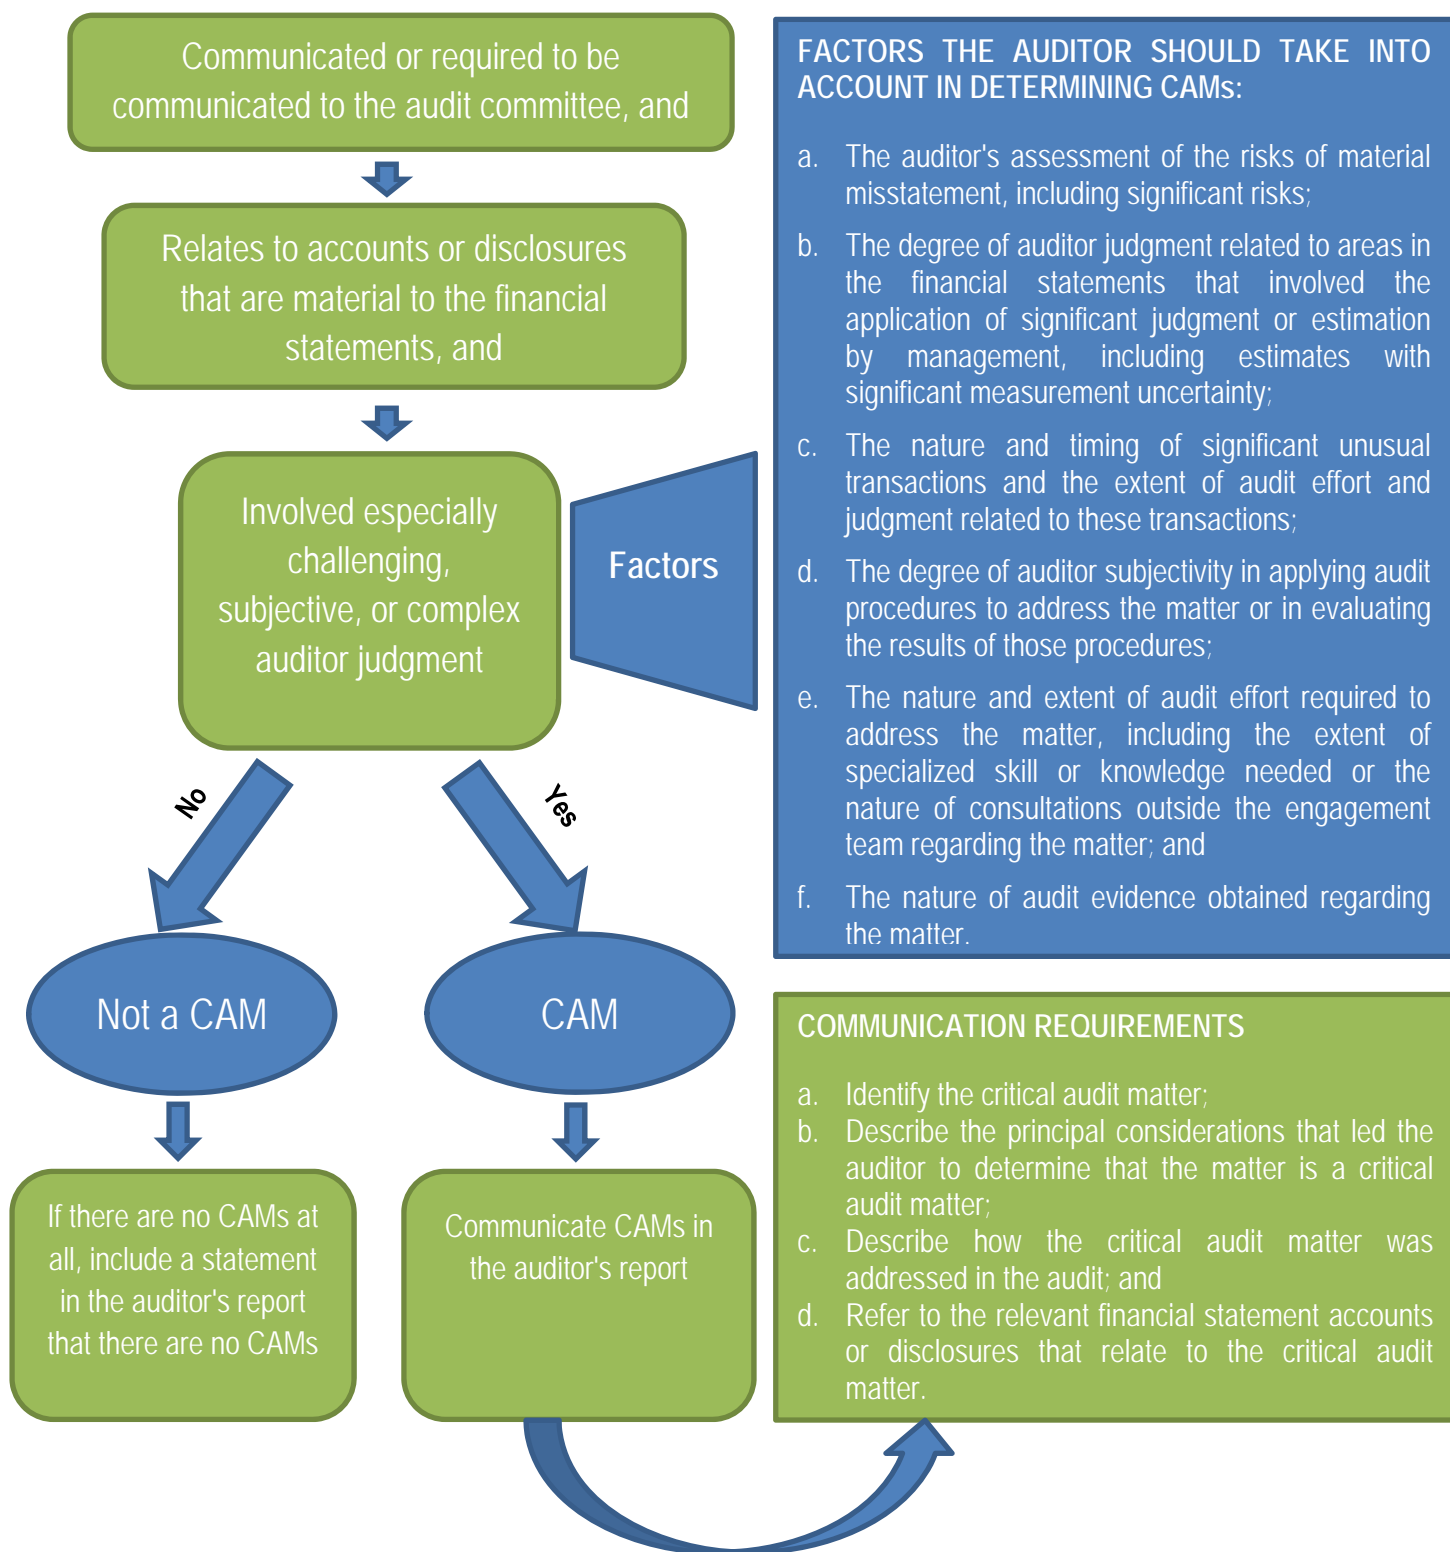 Communicated or required to be
communicated to the audit committee, and
Relates to accounts or disclosures
that are material to the financial
statements, and
Involved especially
challenging,
subjective, or complex
auditor judgment
Factors
No
Yes
Not a CAM
CAM
If there are no CAMs at
all, include a statement
in the auditor's report
that there are no CAMs
Communicate CAMs in
the auditor's report
FACTORS THE AUDITOR SHOULD TAKE INTO
ACCOUNT IN DETERMINING CAMs:
a. The auditor's assessment of the risks of material
misstatement, including significant risks;
b. The degree of auditor judgment related to areas in
the financial statements that involved the
application of significant judgment or estimation
by management, including estimates with
significant measurement uncertainty;
c. The nature and timing of significant unusual
transactions and the extent of audit effort and
judgment related to these transactions;
d. The degree of auditor subjectivity in applying audit
procedures to address the matter or in evaluating
the results of those procedures;
e. The nature and extent of audit effort required to
address the matter, including the extent of
specialized skill or knowledge needed or the
nature of consultations outside the engagement
team regarding the matter; and
f. The nature of audit evidence obtained regarding
the matter.
COMMUNICATION REQUIREMENTS
a. Identify the critical audit matter;
b. Describe the principal considerations that led the
auditor to determine that the matter is a critical
audit matter;
c. Describe how the critical audit matter was
addressed in the audit; and
d. Refer to the relevant financial statement accounts
or disclosures that relate to the critical audit
matter.